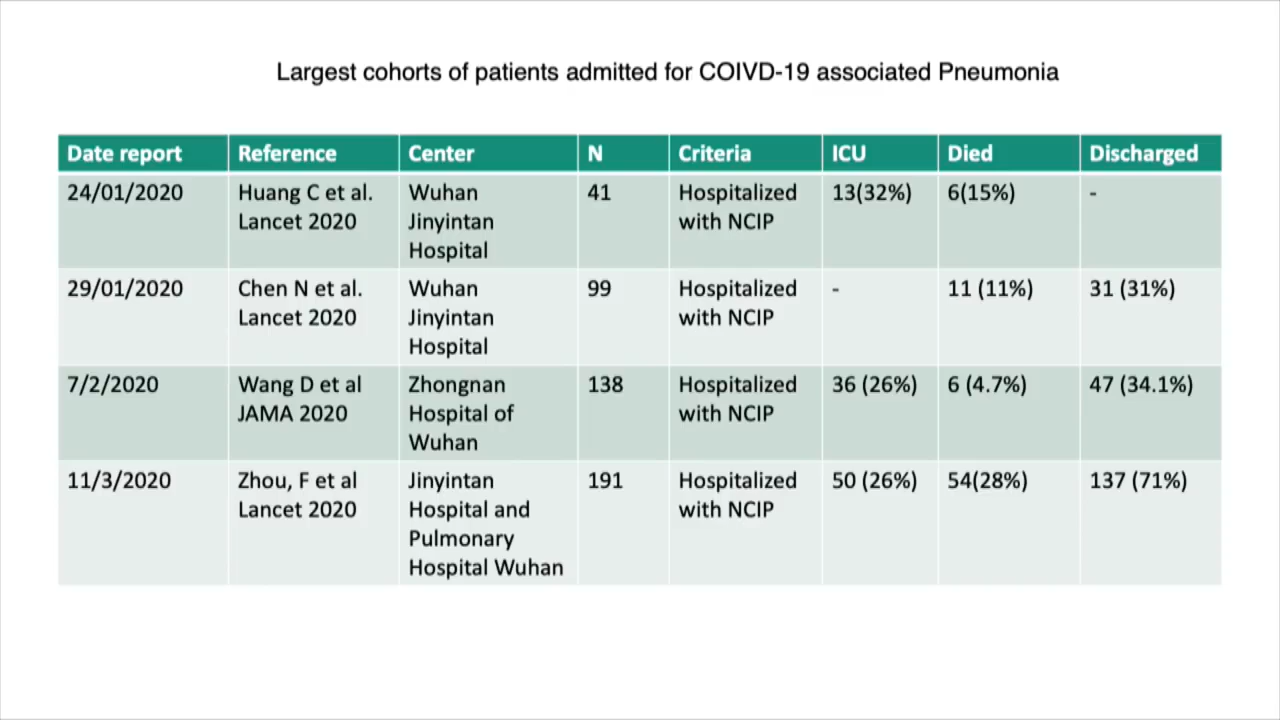 Largest cohorts of patients admitted for COIVD-19 associated Pneumonia
Date report Reference Center N Criteria ICU Died Discharged
24/01/2020 Huang C et al. Wuhan 41 Hospitalized 13(32%) 6(15%) -
Lancet 2020 Jinyintan with NCIP
Hospital
29/01/2020 Chen N et al. Wuhan 99 Hospitalized - 11 (11%) 31 (31%)
Lancet 2020 Jinyintan with NCIP
Hospital
7/2/2020 Wang D et al Zhongnan 138 Hospitalized 36 (26%) 6 (4.7%) 47 (34.1%)
JAMA 2020 Hospital of with NCIP
Wuhan
11/3/2020 Zhou, F et al Jinyintan 191 Hospitalized 50 (26%) 54(28%) 137 (71%)
Lancet 2020 Hospital and with NCIP
Pulmonary
Hospital Wuhan